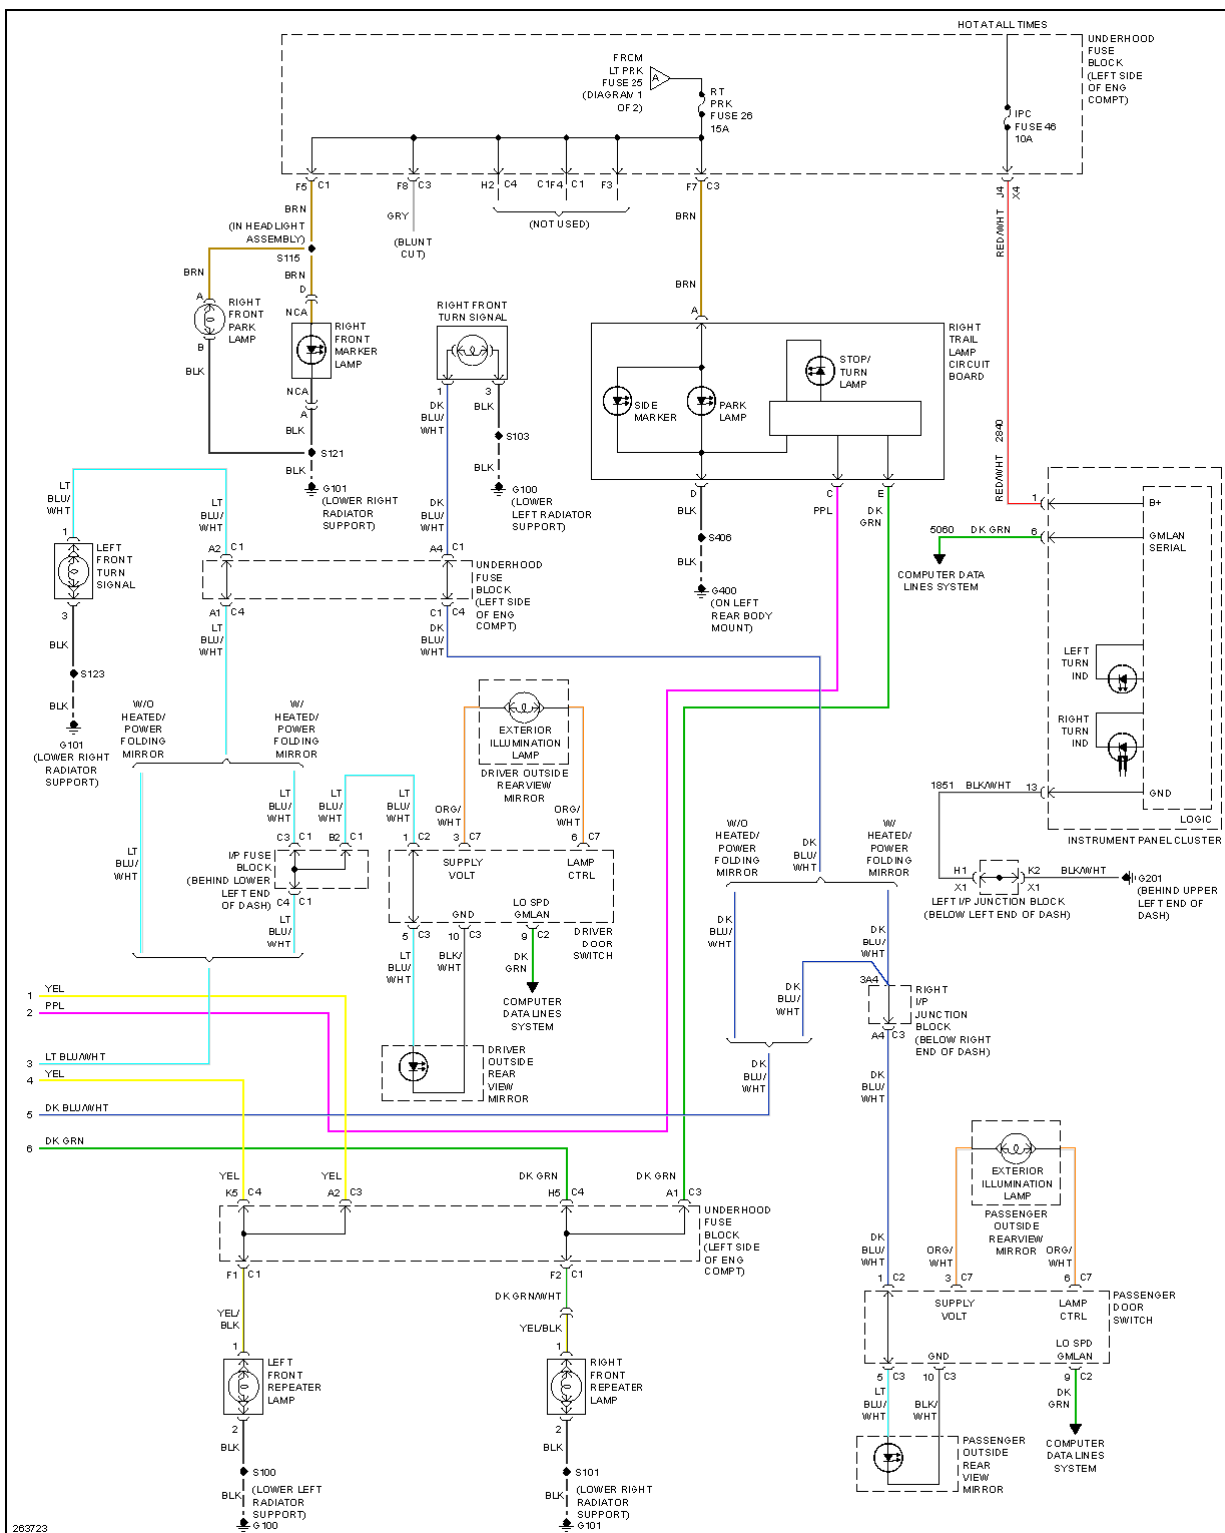 HOT AT ALL TIMES
UNDERHOOD
FUSE
BLOCK
(LEFT SIDE
OF ENG
COMPT)
FROM
LT PRK
FUSE 25
(DIAGRAM 1
OF 2)
A
RT
PRK
FUSE 26
15A
IPC
FUSE 46
10A
F5 C1
F8 C3
H2 C4
C1F4 C1
F3
F7 C3
J4 X4
BRN
(IN HEADLIGHT
ASSEMBLY)
S115
GRY
(BLUNT
CUT)
(NOT USED)
BRN
RED/WHT
BRN
BRN
D
BRN
A
RIGHT
FRONT
PARK
LAMP
B
BLK
NCA
RIGHT
FRONT
MARKER
LAMP
NCA
A
BLK
S121
BLK
G101
(LOWER RIGHT
RADIATOR
SUPPORT)
RIGHT FRONT
TURN SIGNAL
1
3
DK
BLU/
WHT
BLK
S103
BLK
G100
(LOWER
LEFT RADIATOR
SUPPORT)
DK
BLU/
WHT
A
RIGHT
TRAIL
LAMP
CIRCUIT
BOARD
STOP/
TURN
LAMP
SIDE
MARKER
PARK
LAMP
D
C
E
BLK
PPL
DK
GRN
S406
BLK
G400
(ON LEFT
REAR BODY
MOUNT)
2840
RED/WHT
1
B+
5060
DK GRN
6
GMLAN
SERIAL
COMPUTER DATA
LINES SYSTEM
LEFT
TURN
IND
RIGHT
TURN
IND
1851
BLK/WHT
13
GND
LOGIC
INSTRUMENT PANEL CLUSTER
H1
X1
K2
X1
BLK/WHT
G201
(BEHIND UPPER
LEFT END OF
DASH)
LEFT I/P JUNCTION BLOCK
(BELOW LEFT END OF DASH)
LT
BLU/
WHT
LT
BLU/
WHT
1
LEFT
FRONT
TURN
SIGNAL
3
BLK
S123
BLK
G101
(LOWER RIGHT
RADIATOR
SUPPORT)
A2 C1
A4 C1
UNDERHOOD
FUSE
BLOCK
(LEFT SIDE
OF ENG
COMPT)
A1 C4
C1 C4
LT
BLU/
WHT
DK
BLU/
WHT
W/O
HEATED/
POWER
FOLDING
MIRROR
W/
HEATED/
POWER
FOLDING
MIRROR
EXTERIOR
ILLUMINATION
LAMP
DRIVER OUTSIDE
REARVIEW
MIRROR
LT
BLU/
WHT
LT
BLU/
WHT
LT
BLU/
WHT
ORG/
WHT
ORG/
WHT
C3 C1
B2 C1
1 C2
3 C7
6 C7
LT
BLU/
WHT
I/P FUSE
BLOCK
(BEHIND LOWER
LEFT END
OF DASH)
C4 C1
LT
BLU/
WHT
SUPPLY
VOLT
LAMP
CTRL
GND
LO SPD
GMLAN
5 C3
10 C3
9 C2
DRIVER
DOOR
SWITCH
LT
BLU/
WHT
BLK/
WHT
DK
GRN
COMPUTER
DATA LINES
SYSTEM
DRIVER
OUTSIDE
REAR
VIEW
MIRROR
W/O
HEATED/
POWER
FOLDING
MIRROR
DK
BLU/
WHT
W/
HEATED/
POWER
FOLDING
MIRROR
DK
BLU/
WHT
DK
BLU/
WHT
DK
BLU/
WHT
3A4
RIGHT
I/P
JUNCTION
BLOCK
(BELOW RIGHT
END OF DASH)
A4 C3
DK
BLU/
WHT
DK
BLU/
WHT
1 YEL
2 PPL
3 LT BLU/WHT
4 YEL
5 DK BLU/WHT
6 DK GRN
YEL
YEL
DK GRN
DK GRN
K5 C4
A2 C3
H5 C4
A1 C3
UNDERHOOD
FUSE
BLOCK
(LEFT SIDE
OF ENG
COMPT)
F1 C1
F2 C1
YEL/
BLK
DK GRN/WHT
YEL/BLK
1
LEFT
FRONT
REPEATER
LAMP
2
BLK
S100
BLK
(LOWER LEFT
RADIATOR
SUPPORT)
G100
1
RIGHT
FRONT
REPEATER
LAMP
2
BLK
S101
BLK
(LOWER RIGHT
RADIATOR
SUPPORT)
G101
EXTERIOR
ILLUMINATION
LAMP
PASSENGER
OUTSIDE
REARVIEW
MIRROR
DK
BLU/
WHT
ORG/
WHT
ORG/
WHT
1 C2
3 C7
6 C7
SUPPLY
VOLT
LAMP
CTRL
PASSENGER
DOOR
SWITCH
GND
LO SPD
GMLAN
5 C3
10 C3
9 C2
LT
BLU/
WHT
BLK/
WHT
DK
GRN
COMPUTER
DATA LINES
SYSTEM
PASSENGER
OUTSIDE
REAR
VIEW
MIRROR
263723